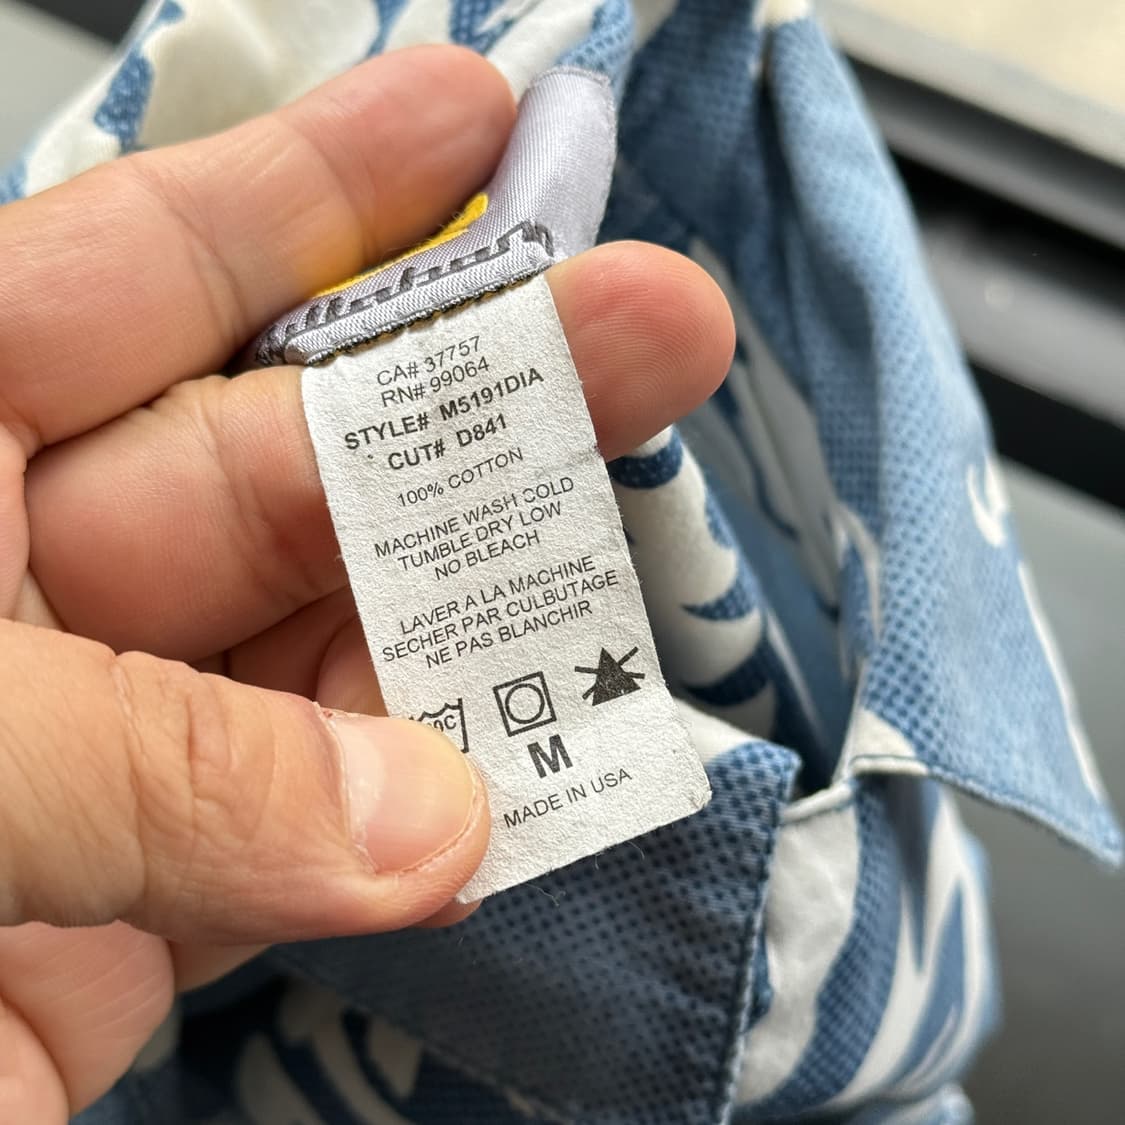 CA# 37757
RN# 99064
STYLE# M5191DIA
CUT# D841
100% COTTON
MACHINE WASH COLD
TUMBLE DRY LOW
NO BLEACH
LAVER A LA MACHINE
SECHER PAR CULBUTAGE
NE PAS BLANCHIR
M
MADE IN USA